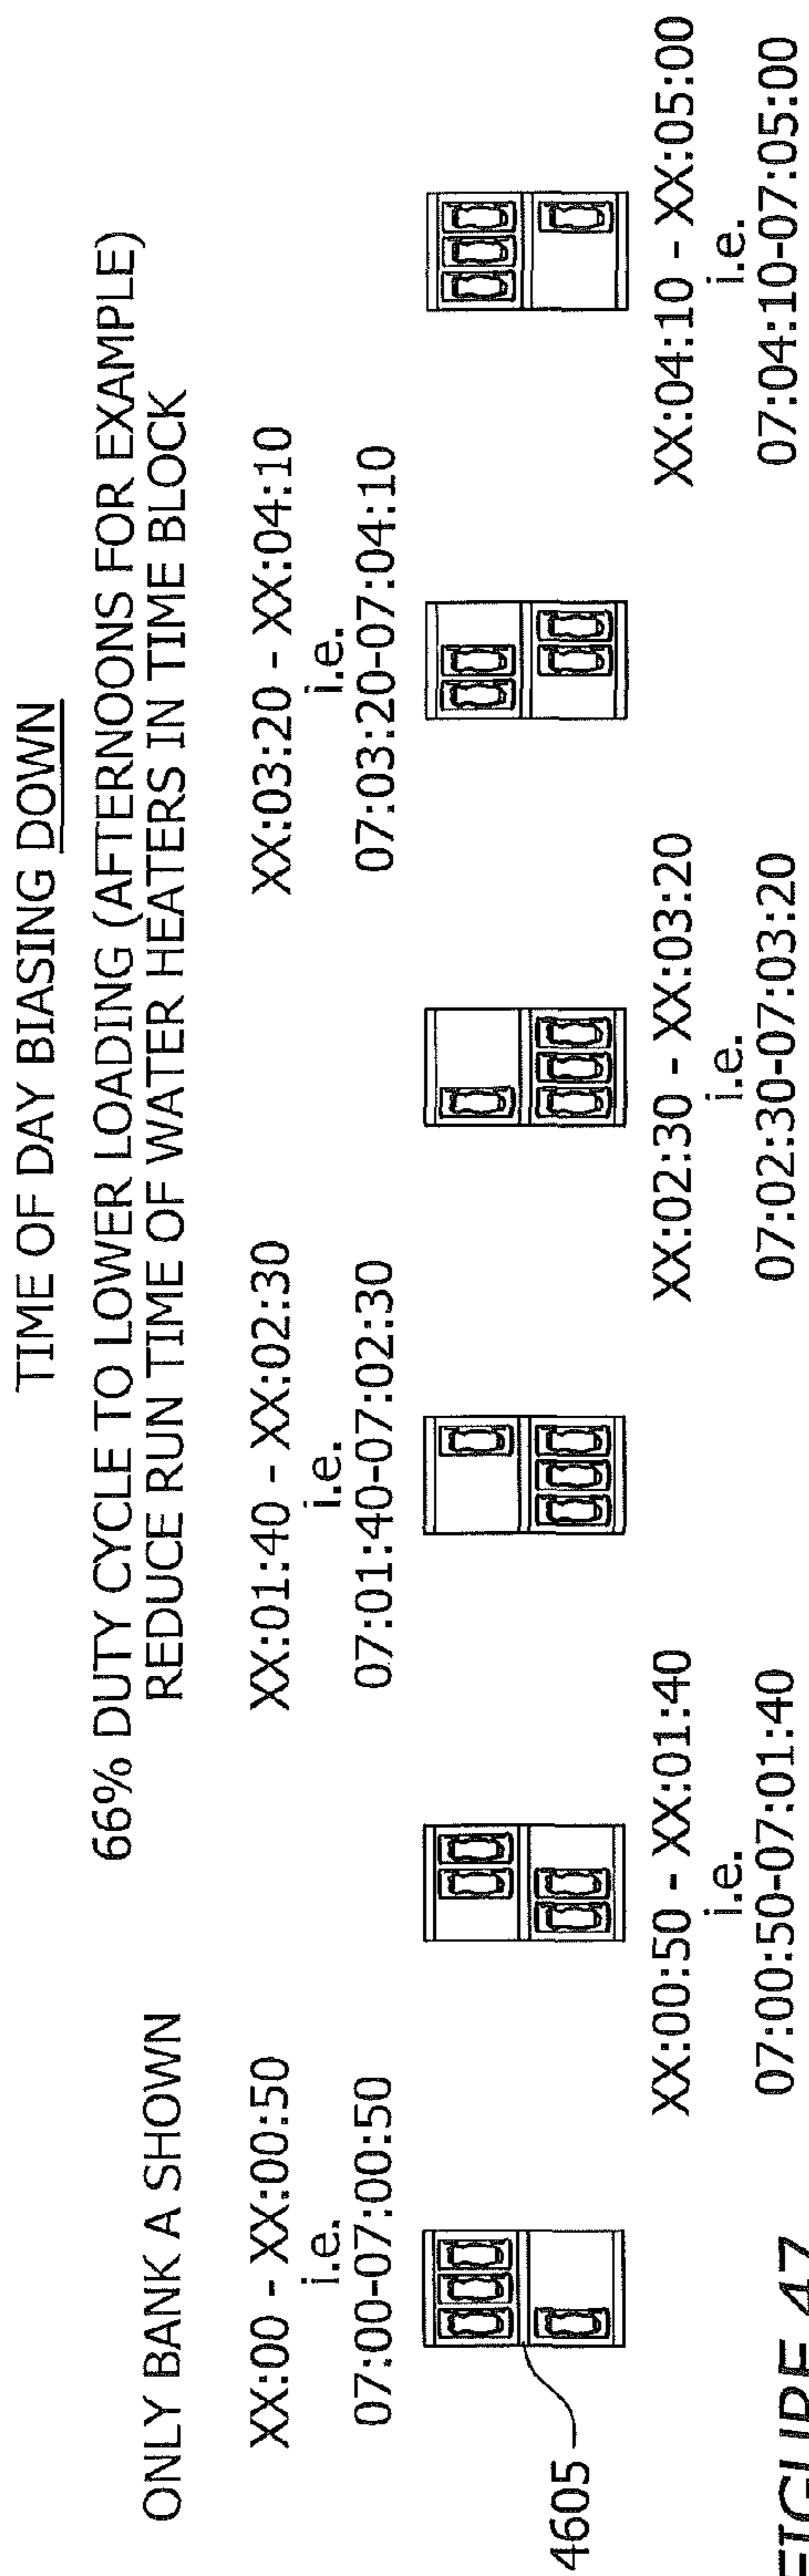 TIME OF DAY BIASING DOWN
66% DUTY CYCLE TO LOWER LOADING (AFTERNOONS FOR EXAMPLE)
REDUCE RUN TIME OF WATER HEATERS IN TIME BLOCK
ONLY BANK A SHOWN
XX:00 - XX:00:50
i.e.
07:00-07:00:50
XX:01:40 - XX:02:30
i.e.
07:01:40-07:02:30
XX:03:20 - XX:04:10
i.e.
07:03:20-07:04:10
4605
XX:00:50 - XX:01:40
i.e.
07:00:50-07:01:40
XX:02:30 - XX:03:20
i.e.
07:02:30-07:03:20
XX:04:10 - XX:05:00
i.e.
07:04:10-07:05:00
FIGURE 47